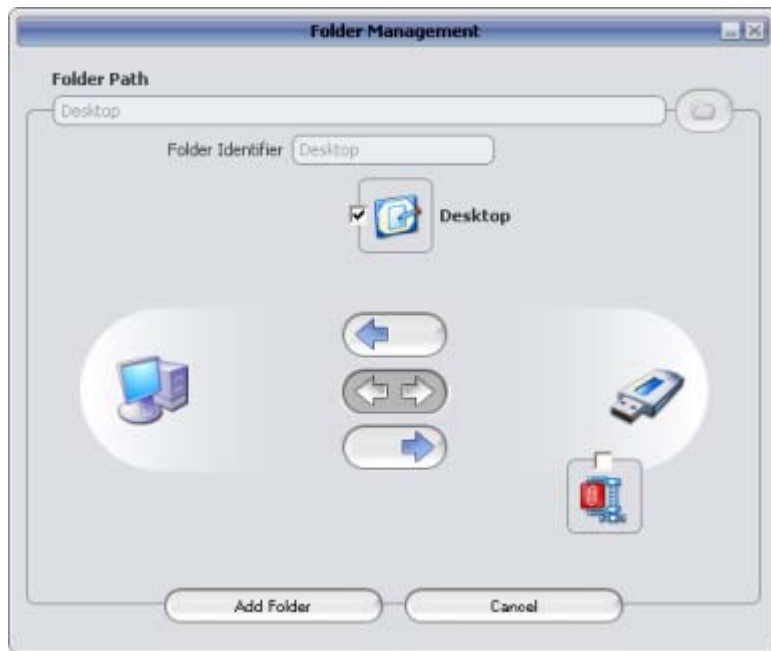 Folder Management
Folder Path
Desktop
Folder Identifier Desktop
Desktop
Add Folder Cancel